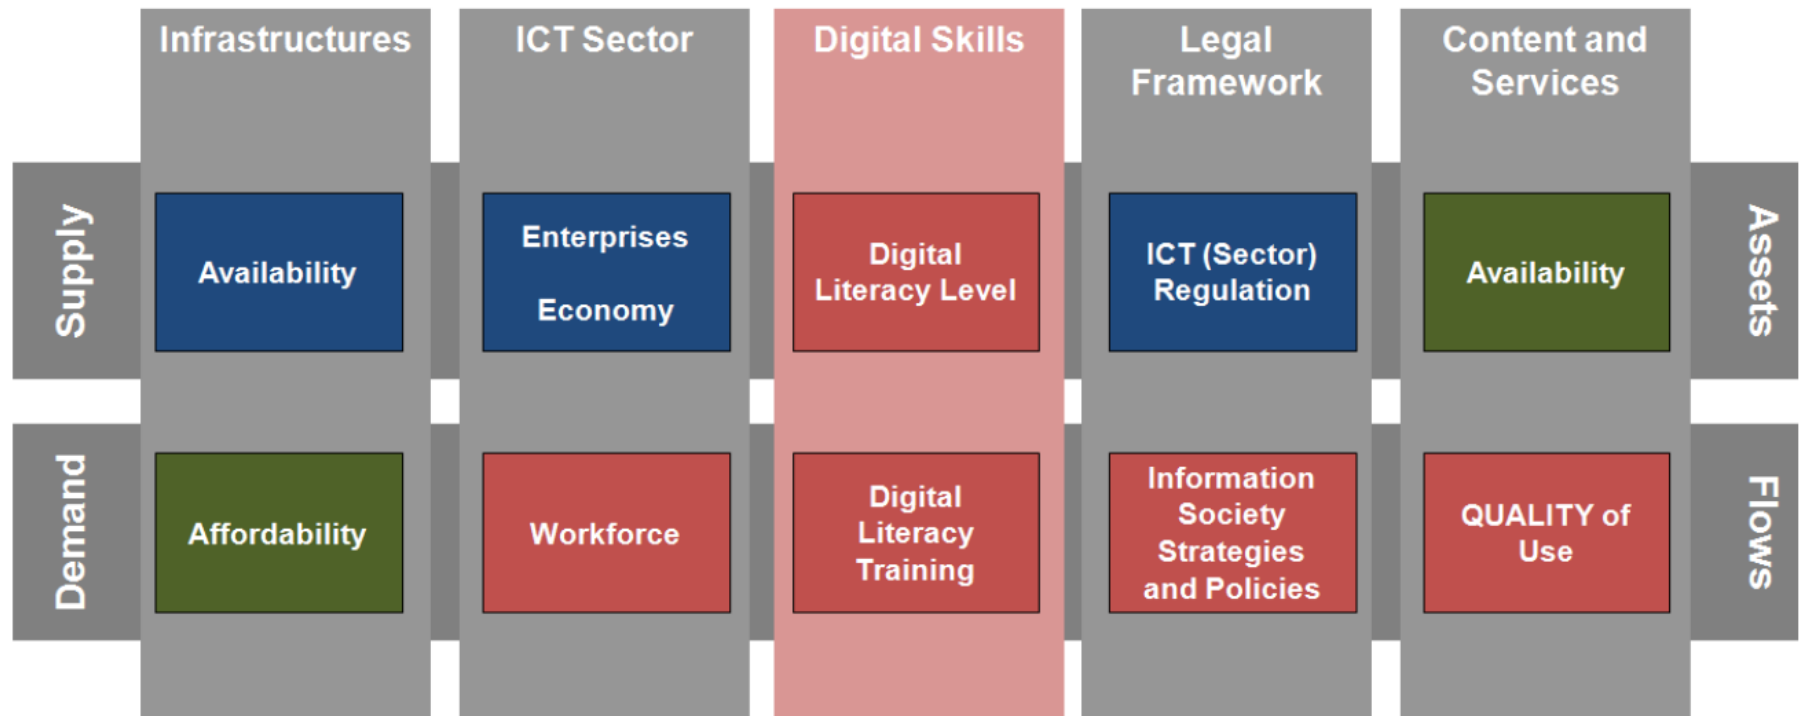 Infrastructures
ICT Sector
Digital Skills
Legal
Framework
Content and
Services
Supply
Availability
Enterprises
Economy
Digital
Literacy Level
ICT (Sector)
Regulation
Availability
Assets
Demand
Affordability
Workforce
Digital
Literacy
Training
Information
Society
Strategies
and Policies
QUALITY of
Use
Flows